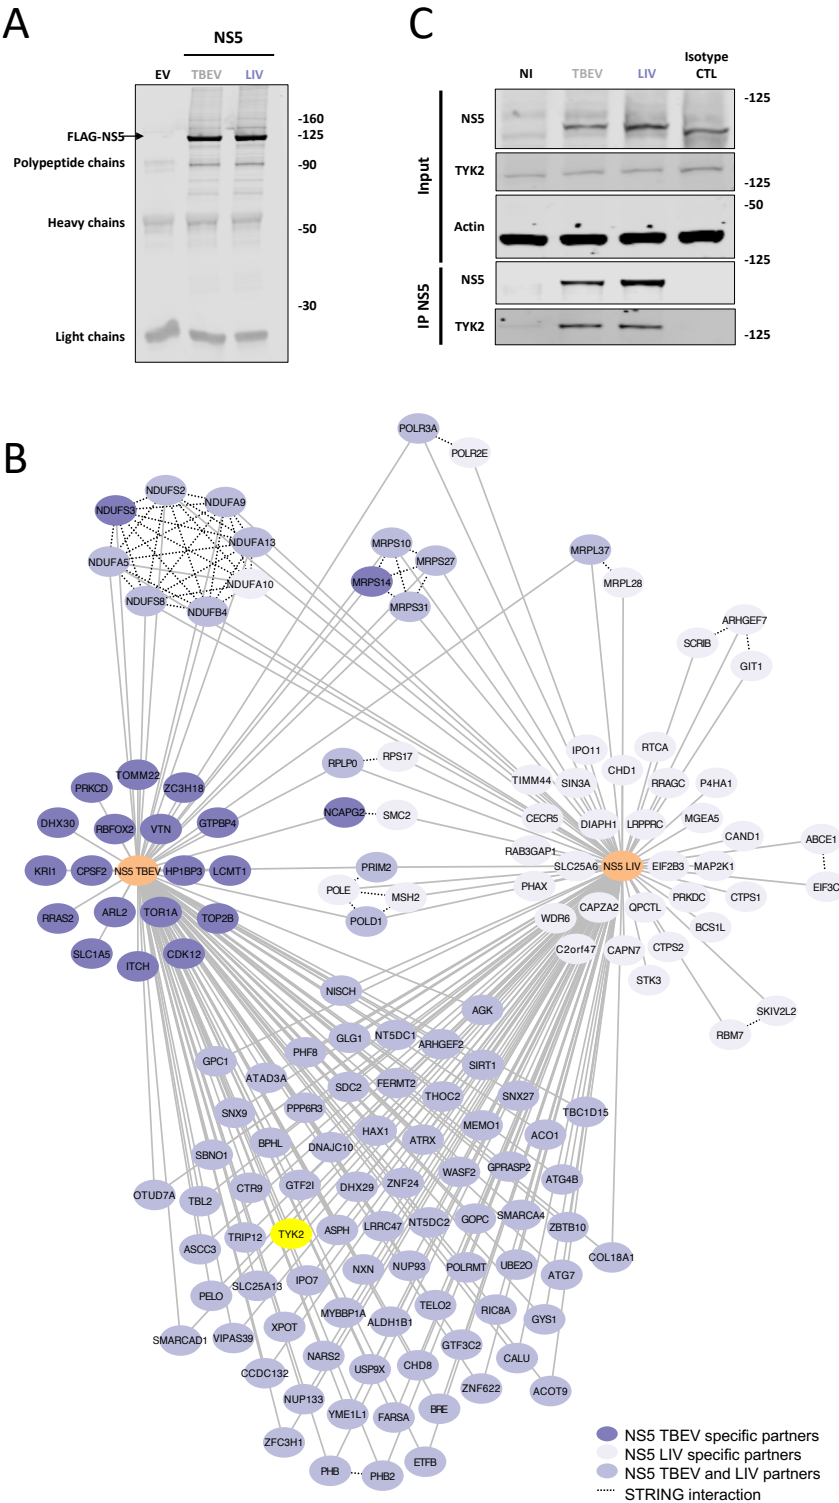 A
NS5
EV TBEV LIV
FLAG-NS5
Polypeptide chains
Heavy chains
Light chains
-160
-125
-90
-50
-30
C
NI TBEV LIV Isotype CTL
Input
NS5
TYK2
Actin
IP NS5
NS5
TYK2
-125
-125
-50
-125
-125
B
POLR3A
POLR2E
NDUFS2
NDUFS3
NDUFA9
NDUFA13
NDUFA5
NDUFA10
NDUFS8
NDUFB4
MRPS10
MRPS27
MRPS14
MRPS31
MRPL37
MRPL28
ARHGEF7
SCRIB
GIT1
TOMM22
PRKCD
ZC3H18
DHX30
RBFOX2
VTN
GTPBP4
KRI1
CPSF2
NS5 TBEV
HP1BP3
LCMT1
RRAS2
ARL2
TOR1A
TOP2B
SLC1A5
ITCH
CDK12
RPLP0
RPS17
NCAPG2
SMC2
PRIM2
POLE
MSH2
POLD1
IPO11
RTCA
TIMM44
SIN3A
CHD1
RRAGC
P4HA1
CECR5
DIAPH1
LRPPRC
MGEA5
CAND1
ABCE1
RAB3GAP1
SLC25A6
NS5 LIV
EIF2B3
MAP2K1
PHAX
EIF3C
CAPZA2
QPCTL
PRKDC
CTPS1
WDR6
BCS1L
C2orf47
CAPN7
CTPS2
STK3
SKIV2L2
RBM7
NISCH
AGK
GLG1
NT5DC1
ARHGEF2
GPC1
PHF8
SIRT1
ATAD3A
SDC2
FERMT2
THOC2
SNX27
TBC1D15
SNX9
PPP6R3
MEMO1
ACO1
HAX1
ATRX
SBNO1
BPHL
DNAJC10
WASF2
GPRASP2
ATG4B
OTUD7A
TBL2
CTR9
GTF2I
DHX29
ZNF24
TRIP12
TYK2
ASPH
LRRC47
NT5DC2
GOPC
SMARCA4
ZBTB10
COL18A1
ASCC3
SLC25A13
IPO7
NXN
NUP93
POLRMT
UBE2O
ATG7
PELO
MYBBP1A
TELO2
RIC8A
GYS1
SMARCAD1
VIPAS39
XPOT
ALDH1B1
GTF3C2
CALU
ACOT9
CCDC132
NARS2
USP9X
CHD8
ZNF622
NUP133
YME1L1
FARSA
BRE
ZFC3H1
PHB
PHB2
ETFB
NS5 TBEV specific partners
NS5 LIV specific partners
NS5 TBEV and LIV partners
STRING interaction